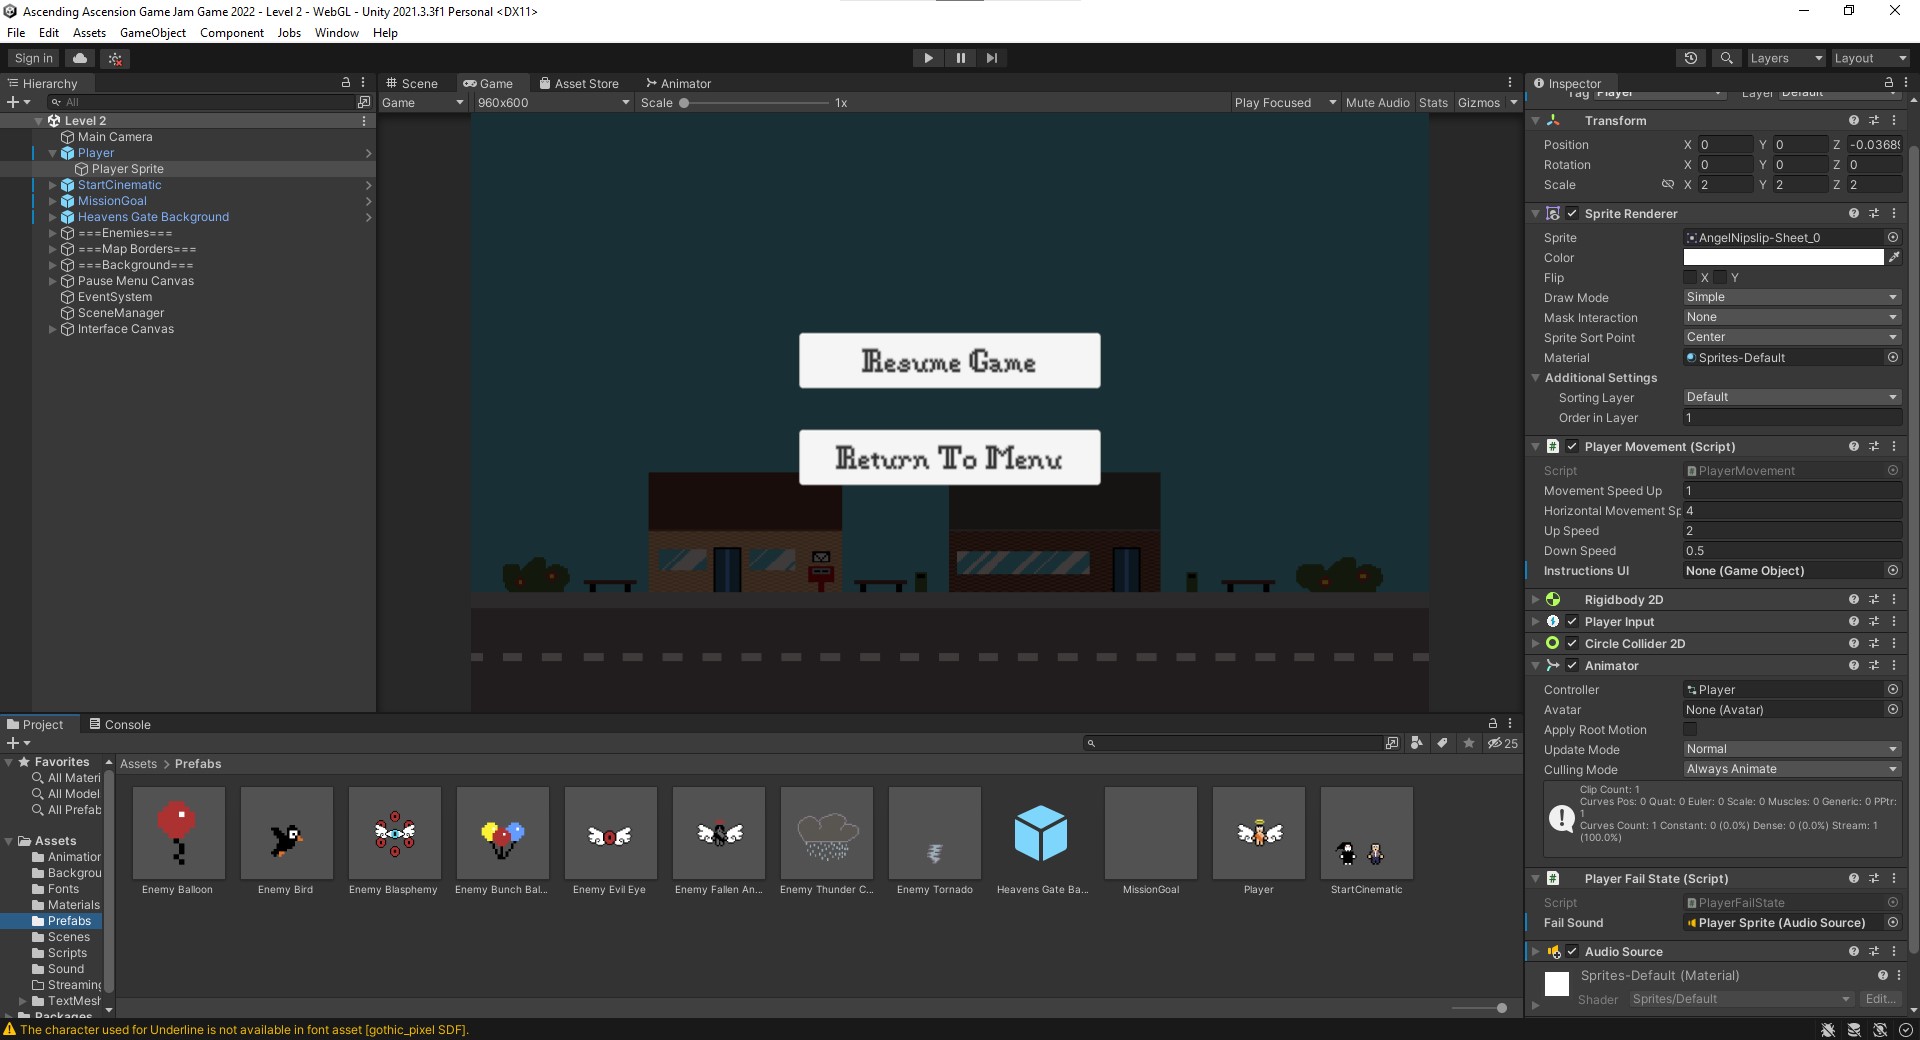 Ascending Ascension Game Jam Game 2022 - Level 2 - WebGL - Unity 2021.3.3f1 Personal <DX11>
File Edit Assets GameObject Component Jobs Window Help
Sign in Layers Layout
Hierarchy
All
Level 2
Main Camera
Player
Player Sprite
StartCinematic
MissionGoal
Heavens Gate Background
===Enemies===
===Map Borders===
===Background===
Pause Menu Canvas
EventSystem
SceneManager
Interface Canvas
Scene Game Asset Store Animator
Game 960x600 Scale 1x Play Focused Mute Audio Stats Gizmos
Resume Game
Return To Menu
Project Console
25
Favorites
All Materi
All Model
All Prefab
Assets
Animation
Backgrou
Fonts
Materials
Prefabs
Scenes
Scripts
Sound
Streaming
TextMesh
Packages
Assets > Prefabs
Enemy Balloon
Enemy Bird
Enemy Blasphemy
Enemy Bunch Bal...
Enemy Evil Eye
Enemy Fallen An...
Enemy Thunder C...
Enemy Tornado
Heavens Gate Ba...
MissionGoal
Player
StartCinematic
Inspector
Tag Player Layer Default
Transform
Position X 0 Y 0 Z -0.0368
Rotation X 0 Y 0 Z 0
Scale X 2 Y 2 Z 2
Sprite Renderer
Sprite AngelNipslip-Sheet_0
Color
Flip X Y
Draw Mode Simple
Mask Interaction None
Sprite Sort Point Center
Material Sprites-Default
Additional Settings
Sorting Layer Default
Order in Layer 1
Player Movement (Script)
Script PlayerMovement
Movement Speed Up 1
Horizontal Movement Sp 4
Up Speed 2
Down Speed 0.5
Instructions UI None (Game Object)
Rigidbody 2D
Player Input
Circle Collider 2D
Animator
Controller Player
Avatar None (Avatar)
Apply Root Motion
Update Mode Normal
Culling Mode Always Animate
Clip Count: 1
Curves Pos: 0 Quat: 0 Euler: 0 Scale: 0 Muscles: 0 Generic: 0 PPtr:
1
Curves Count: 1 Constant: 0 (0.0%) Dense: 0 (0.0%) Stream: 1
(100.0%)
Player Fail State (Script)
Script PlayerFailState
Fail Sound Player Sprite (Audio Source)
Audio Source
Sprites-Default (Material)
Shader Sprites/Default Edit...
The character used for Underline is not available in font asset [gothic_pixel SDF].